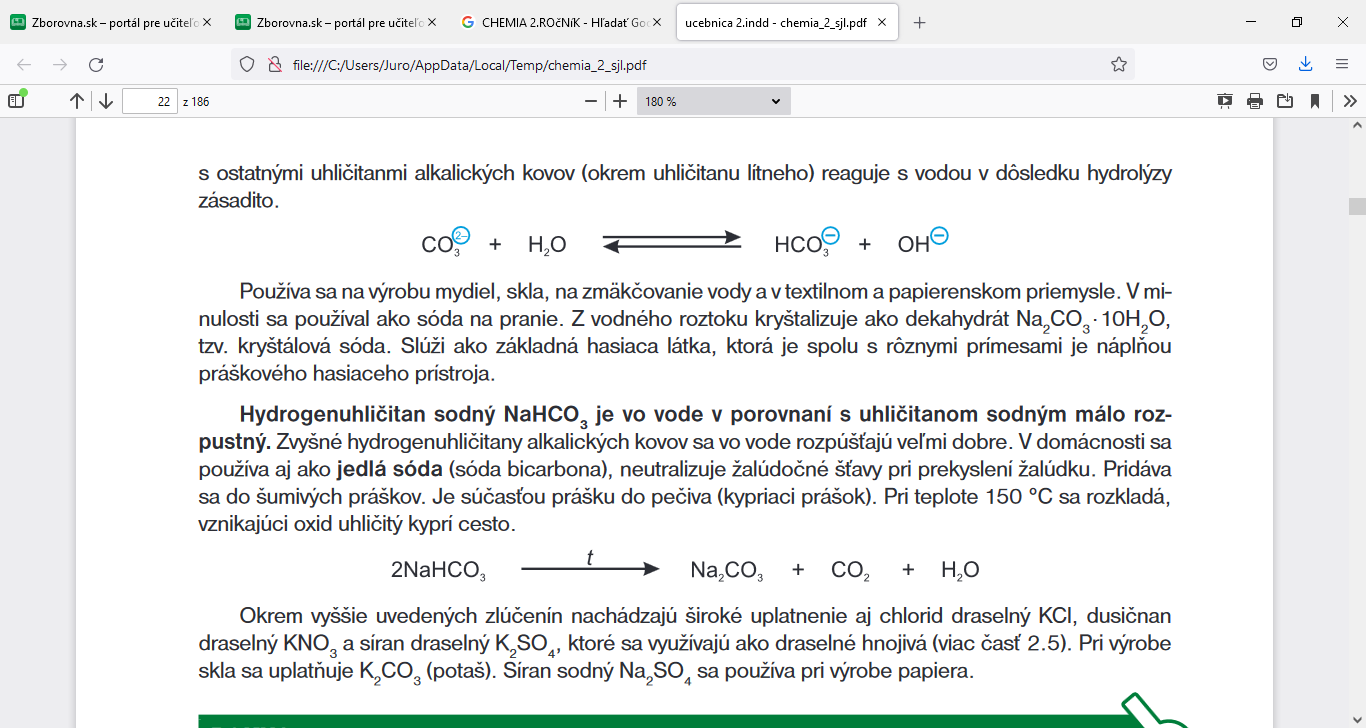 Zborovna.sk – portál pre učiteľo
Zborovna.sk – portál pre učiteľo
CHEMIA 2.ROčNíK - Hľadať Goo
ucebnica 2.indd - chemia_2_sjl.pdf
file:///C:/Users/Juro/AppData/Local/Temp/chemia_2_sjl.pdf
22 z 186
180 %
s ostatnými uhličitanmi alkalických kovov (okrem uhličitanu lítneho) reaguje s vodou v dôsledku hydrolýzy
zásadito.
CO₃²⁻ + H₂O ⇌ HCO₃⁻ + OH⁻
Používa sa na výrobu mydiel, skla, na zmäkčovanie vody a v textilnom a papierenskom priemysle. V mi-
nulosti sa používal ako sóda na pranie. Z vodného roztoku kryštalizuje ako dekahydrát Na₂CO₃·10H₂O,
tzv. kryštálová sóda. Slúži ako základná hasiaca látka, ktorá je spolu s rôznymi prímesami je náplňou
práškového hasiaceho prístroja.
Hydrogenuhličitan sodný NaHCO₃ je vo vode v porovnaní s uhličitanom sodným málo roz-
pustný. Zvyšné hydrogenuhličitany alkalických kovov sa vo vode rozpúšťajú veľmi dobre. V domácnosti sa
používa aj ako jedlá sóda (sóda bicarbona), neutralizuje žalúdočné šťavy pri prekyslení žalúdku. Pridáva
sa do šumivých práškov. Je súčasťou prášku do pečiva (kypriaci prášok). Pri teplote 150 °C sa rozkladá,
vznikajúci oxid uhličitý kyprí cesto.
t
2NaHCO₃ → Na₂CO₃ + CO₂ + H₂O
Okrem vyššie uvedených zlúčenín nachádzajú široké uplatnenie aj chlorid draselný KCl, dusičnan
draselný KNO₃ a síran draselný K₂SO₄, ktoré sa využívajú ako draselné hnojivá (viac časť 2.5). Pri výrobe
skla sa uplatňuje K₂CO₃ (potaš). Síran sodný Na₂SO₄ sa používa pri výrobe papiera.